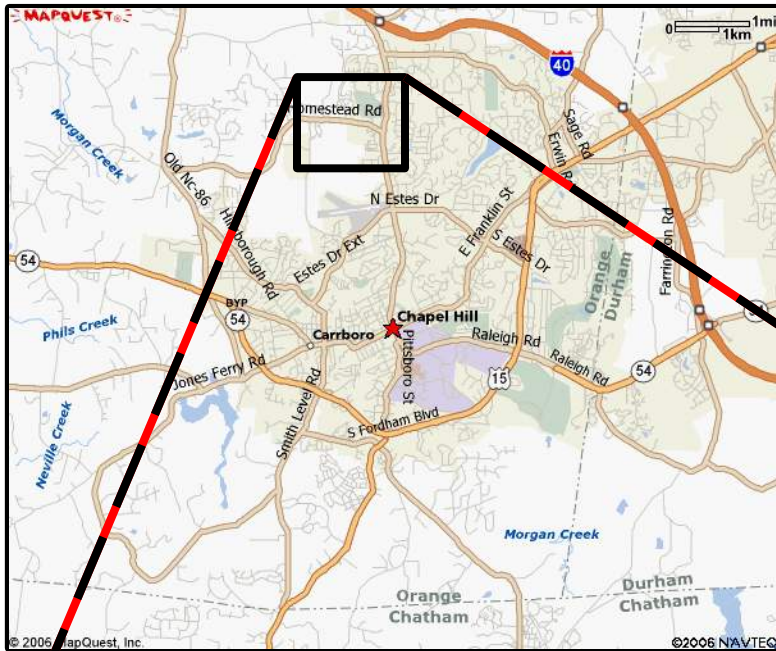 MAPQUEST
0 1mi
1km
40
Homestead Rd
Sage Rd
Morgan Creek
Erwin R
Old Nc-86
N Estes Dr
Hillsborough Rd
E Franklin St
S Estes Dr
Estes Dr Ext
Orange
Durham
Farrington Rd
54
BYP
54
Chapel Hill
54
Phils Creek
Carrboro
Pittsboro St
Raleigh Rd
Raleigh Rd
54
Jones Ferry Rd
15
Smith Level Rd
S Fordham Blvd
Neville Creek
Morgan Creek
Durham
Chatham
Orange
Chatham
© 2006 MapQuest, Inc.
©2006 NAVTEQ